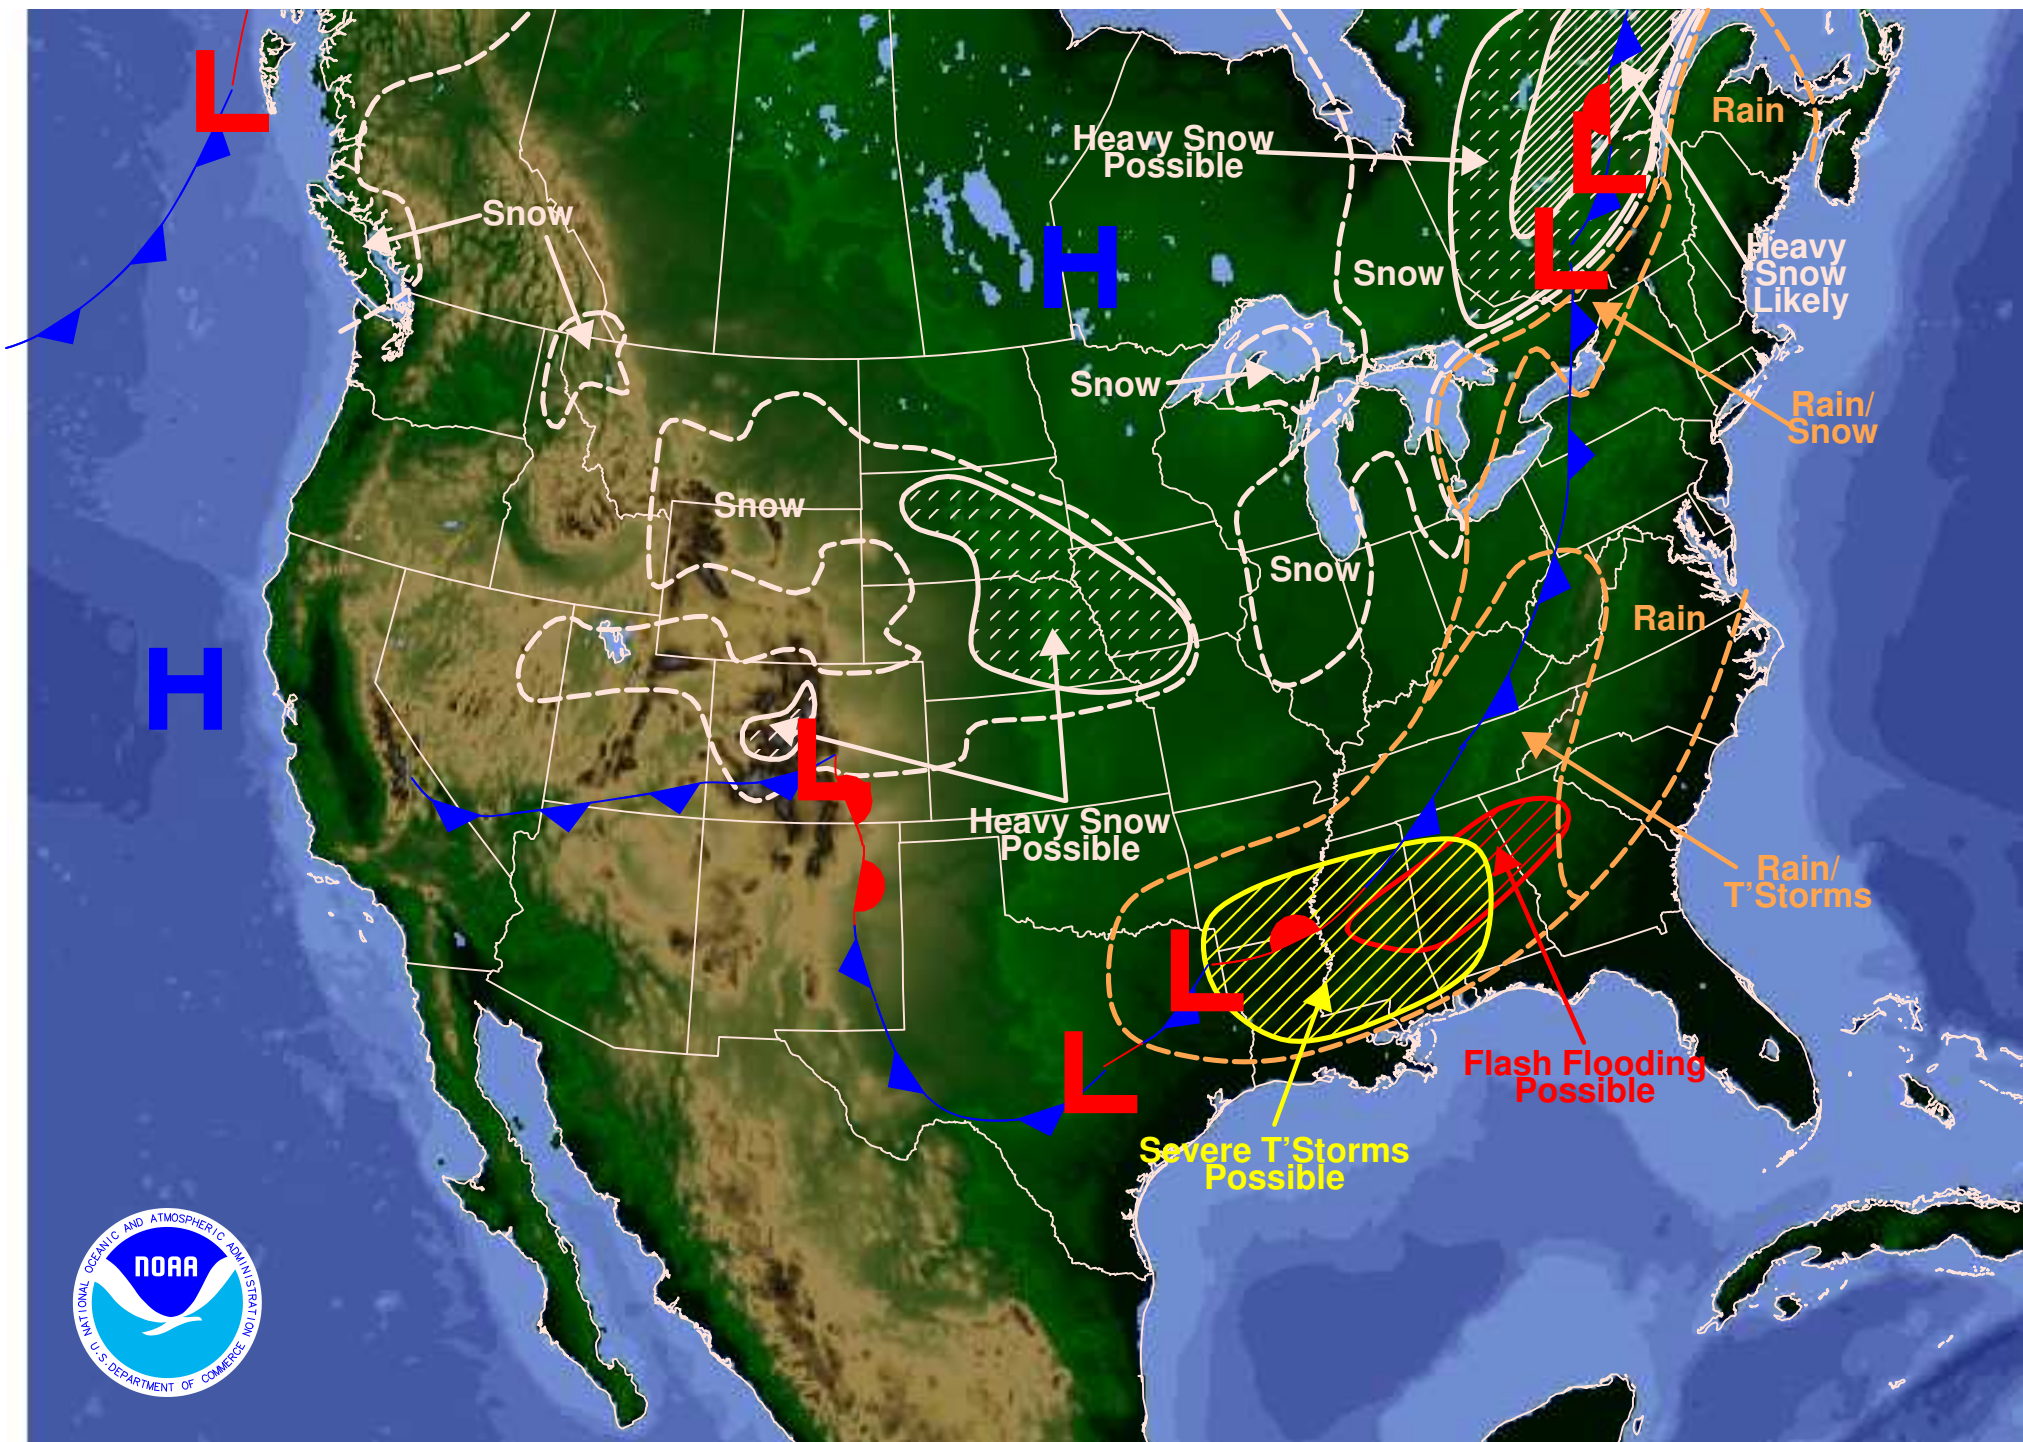 L
Rain
Heavy Snow
Possible
L
Snow
H
Heavy
Snow
Likely
Snow
L
Snow
Rain/
Snow
Snow
Snow
Rain
H
L
Heavy Snow
Possible
Rain/
T'Storms
L
L
Flash Flooding
Possible
Severe T'Storms
Possible
NATIONAL OCEANIC AND ATMOSPHERIC ADMINISTRATION
NOAA
U.S. DEPARTMENT OF COMMERCE